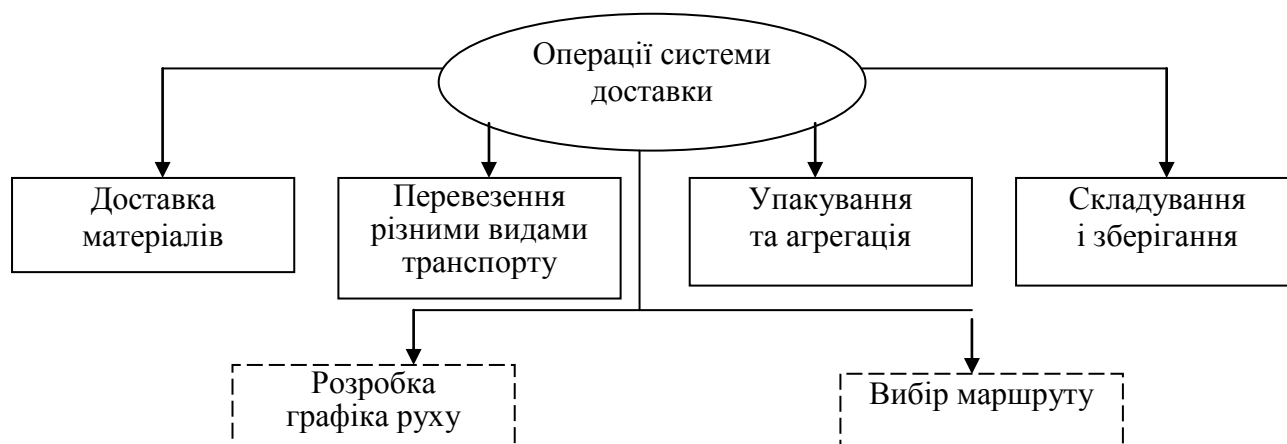 Операції системи
доставки
Доставка
матеріалів
Перевезення
різними видами
транспорту
Упакування
та агрегація
Складування
і зберігання
Розробка
графіка руху
Вибір маршруту